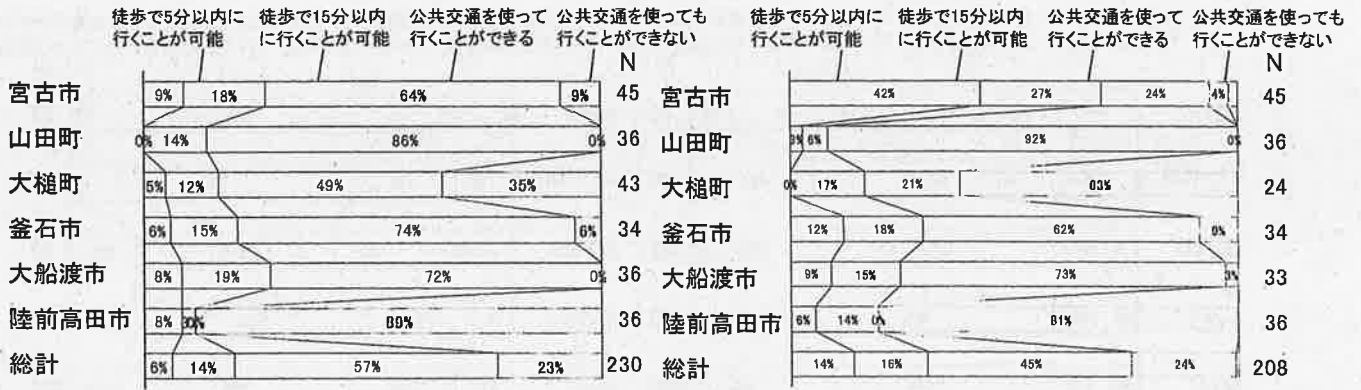 徒歩で5分以内に 徒歩で15分以内 公共交通を使って 公共交通を使っても
行くことが可能 に行くことが可能 行くことができる 行くことができない
N
宮古市 9% 18% 64% 9% 45
山田町 0% 14% 86% 0% 36
大槌町 5% 12% 49% 35% 43
釜石市 6% 15% 74% 6% 34
大船渡市 8% 19% 72% 0% 36
陸前高田市 8% 36
総計 6% 14% 57% 23% 230
徒歩で5分以内に 徒歩で15分以内 公共交通を使って 公共交通を使っても
行くことが可能 に行くことが可能 行くことができる 行くことができない
N
宮古市 42% 27% 24% 4% 45
山田町 6% 92% 0% 36
大槌町 0% 17% 21% 24
釜石市 12% 18% 62% 34
大船渡市 9% 15% 73% 3% 33
陸前高田市 6% 14% 0% 36
総計 14% 16% 45% 24% 208